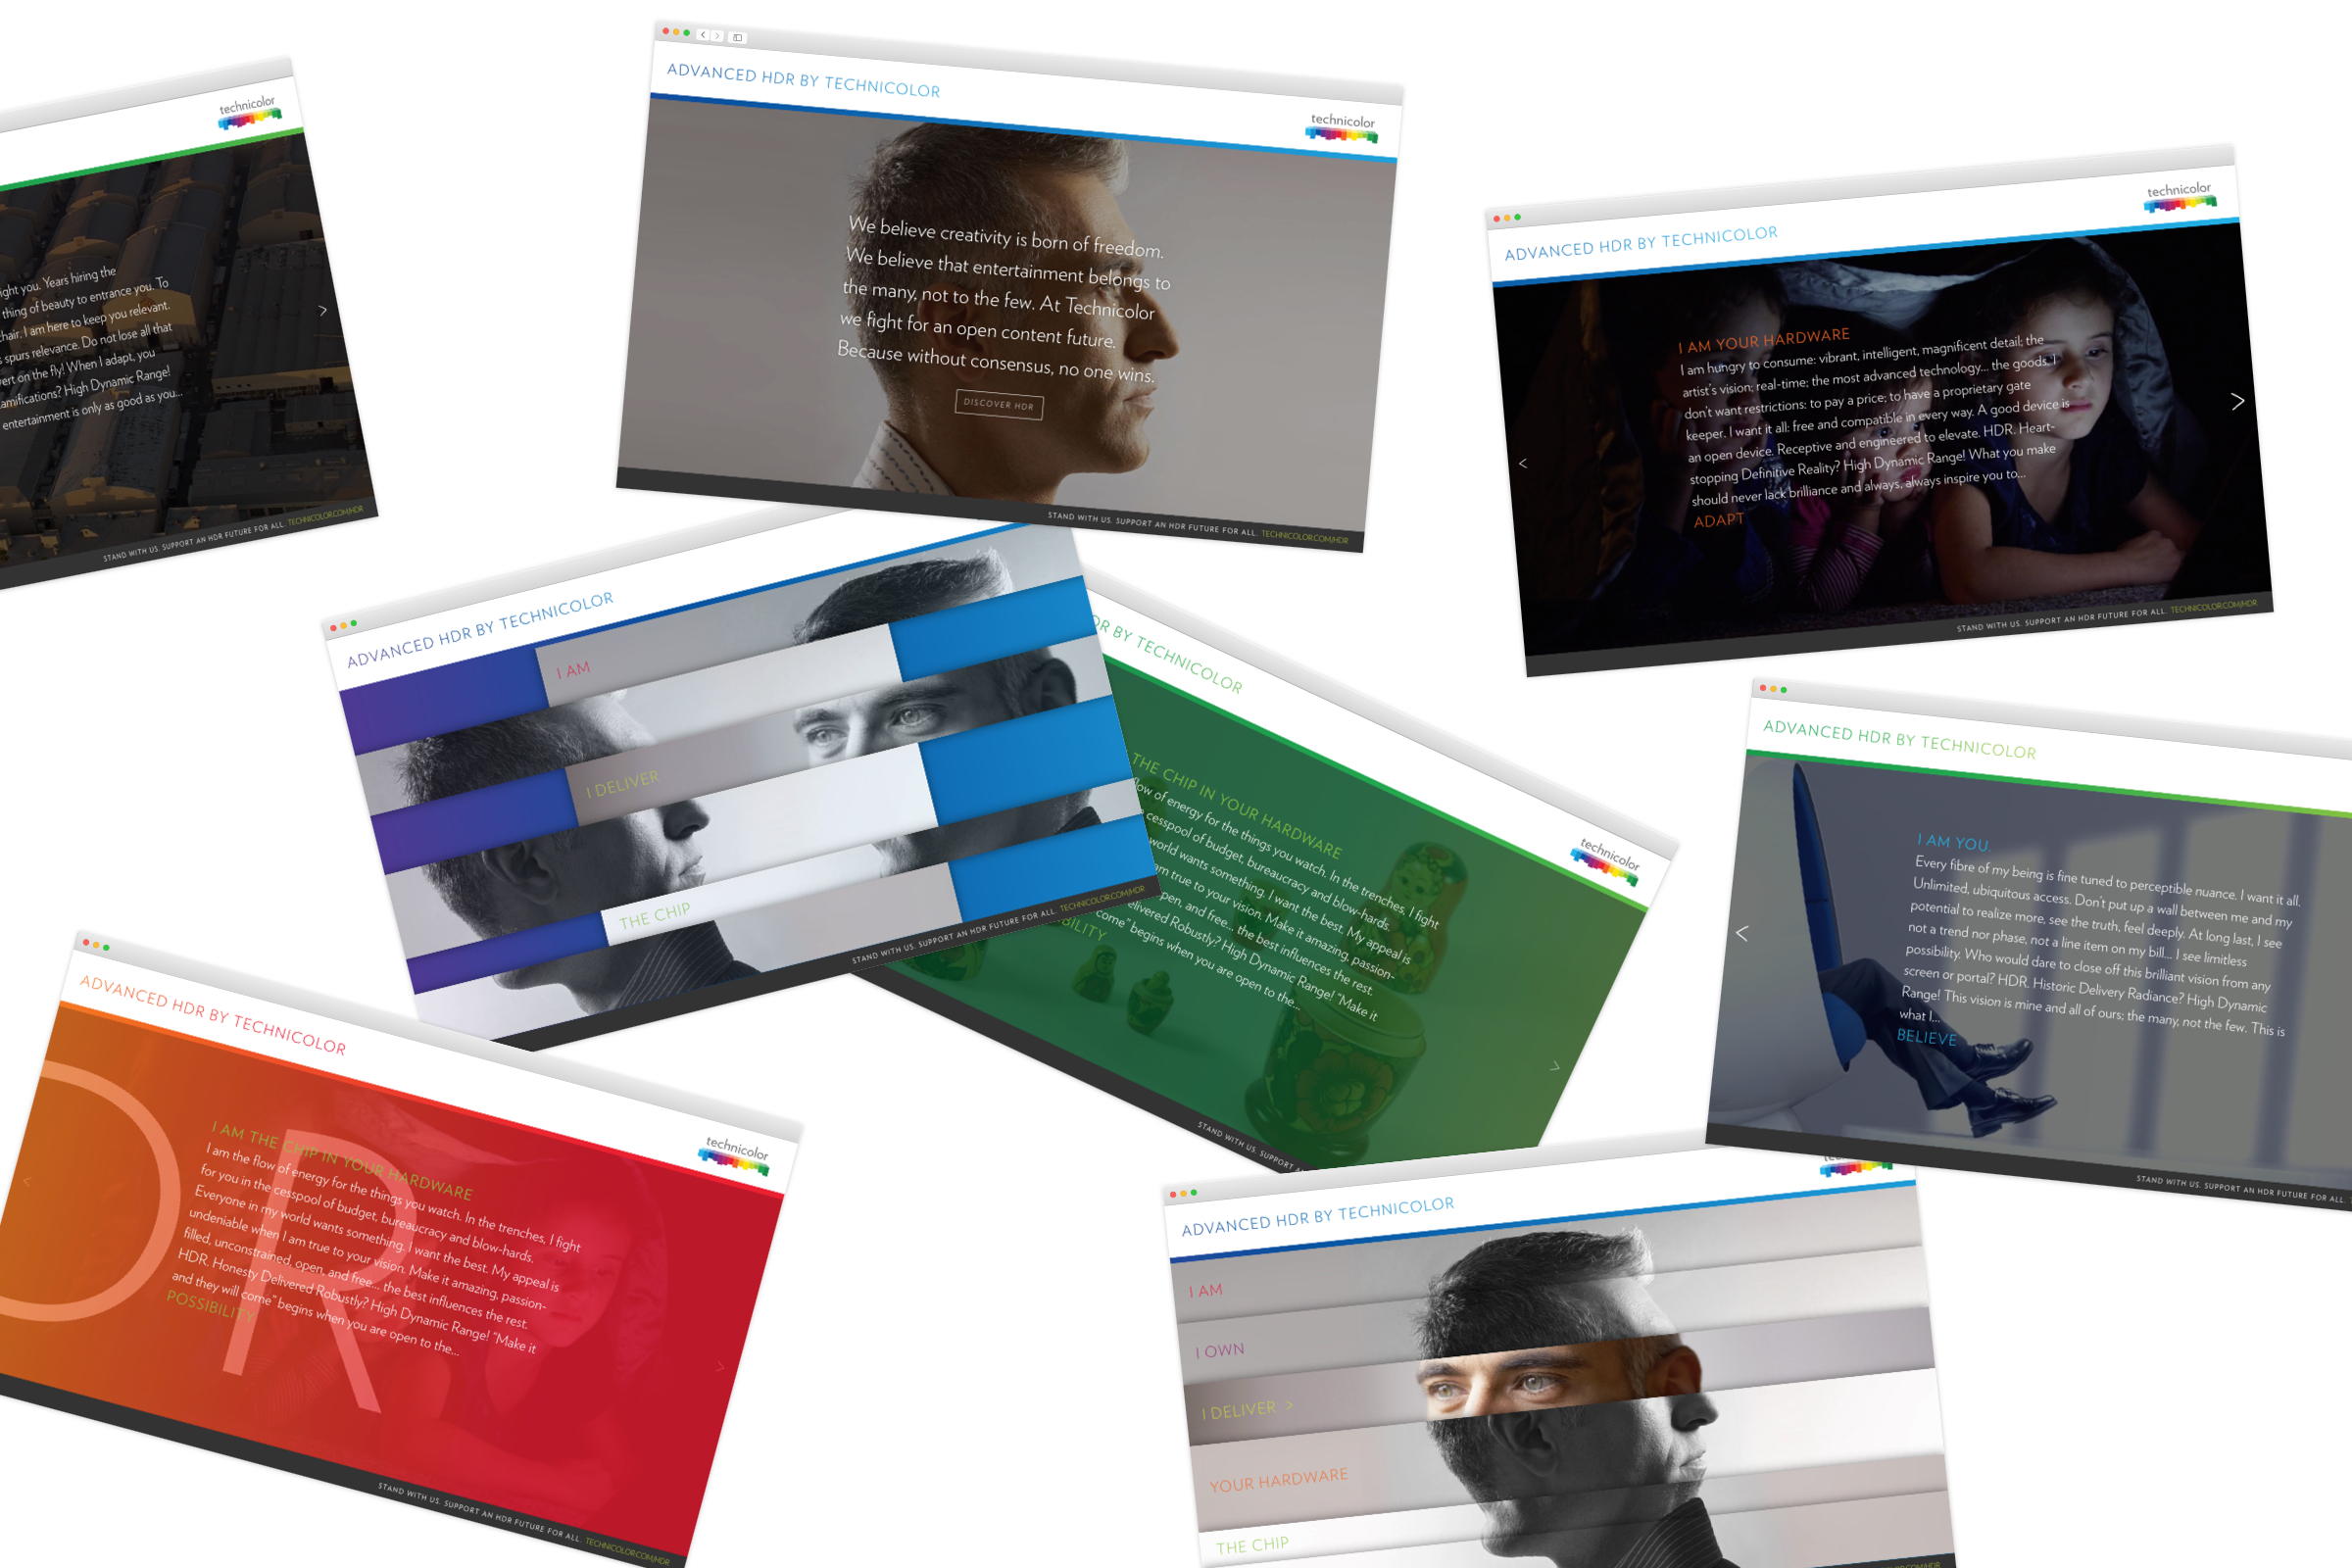 technicolor
ight you. Years hiring the
thing of beauty to entrance you. To
hair. I am here to keep you relevant.
s spurs relevance. Do not lose all that
vert on the fly! When I adapt, you
amifications? High Dynamic Range!
entertainment is only as good as you...
>
STAND WITH US. SUPPORT AN HDR FUTURE FOR ALL. TECHNICOLOR.COM/HDR
ADVANCED HDR BY TECHNICOLOR
technicolor
We believe creativity is born of freedom.
We believe that entertainment belongs to
the many, not to the few. At Technicolor
we fight for an open content future.
Because without consensus, no one wins.
DISCOVER HDR
STAND WITH US. SUPPORT AN HDR FUTURE FOR ALL. TECHNICOLOR.COM/HDR
ADVANCED HDR BY TECHNICOLOR
technicolor
I AM YOUR HARDWARE
I am hungry to consume: vibrant, intelligent, magnificent detail; the
artist's vision; real-time; the most advanced technology... the goods. I
don't want restrictions: to pay a price; to have a proprietary gate
keeper. I want it all: free and compatible in every way. A good device is
an open device. Receptive and engineered to elevate. HDR. Heart-
stopping Definitive Reality? High Dynamic Range! What you make
should never lack brilliance and always, always inspire you to...
ADAPT
< >
STAND WITH US. SUPPORT AN HDR FUTURE FOR ALL. TECHNICOLOR.COM/HDR
ADVANCED HDR BY TECHNICOLOR
I AM
I DELIVER
THE CHIP
STAND WITH US. SUPPORT AN HDR FUTURE FOR ALL. TECHNICOLOR.COM/HDR
DR BY TECHNICOLOR
technicolor
THE CHIP IN YOUR HARDWARE
flow of energy for the things you watch. In the trenches, I fight
cesspool of budget, bureaucracy and blow-hards.
world wants something. I want the best. My appeal is
am true to your vision. Make it amazing, passion-
pen, and free... the best influences the rest.
elivered Robustly? High Dynamic Range! "Make it
come" begins when you are open to the...
BILITY
>
STAND WITH US. SUPPORT A
ADVANCED HDR BY TECHNICOLOR
I AM YOU.
Every fibre of my being is fine tuned to perceptible nuance. I want it all.
Unlimited, ubiquitous access. Don't put up a wall between me and my
potential to realize more, see the truth, feel deeply. At long last, I see
not a trend nor phase, not a line item on my bill... I see limitless
possibility. Who would dare to close off this brilliant vision from any
screen or portal? HDR. Historic Delivery Radiance? High Dynamic
Range! This vision is mine and all of ours; the many, not the few. This is
what I...
BELIEVE
<
STAND WITH US. SUPPORT AN HDR FUTURE FOR ALL.
ADVANCED HDR BY TECHNICOLOR
technicolor
DR
I AM THE CHIP IN YOUR HARDWARE
I am the flow of energy for the things you watch. In the trenches, I fight
for you in the cesspool of budget, bureaucracy and blow-hards.
Everyone in my world wants something. I want the best. My appeal is
undeniable when I am true to your vision. Make it amazing, passion-
filled, unconstrained, open, and free... the best influences the rest.
HDR. Honesty Delivered Robustly? High Dynamic Range! "Make it
and they will come" begins when you are open to the...
POSSIBILITY
< >
STAND WITH US. SUPPORT AN HDR FUTURE FOR ALL. TECHNICOLOR.COM/HDR
ADVANCED HDR BY TECHNICOLOR
I AM
I OWN
I DELIVER >
YOUR HARDWARE
THE CHIP